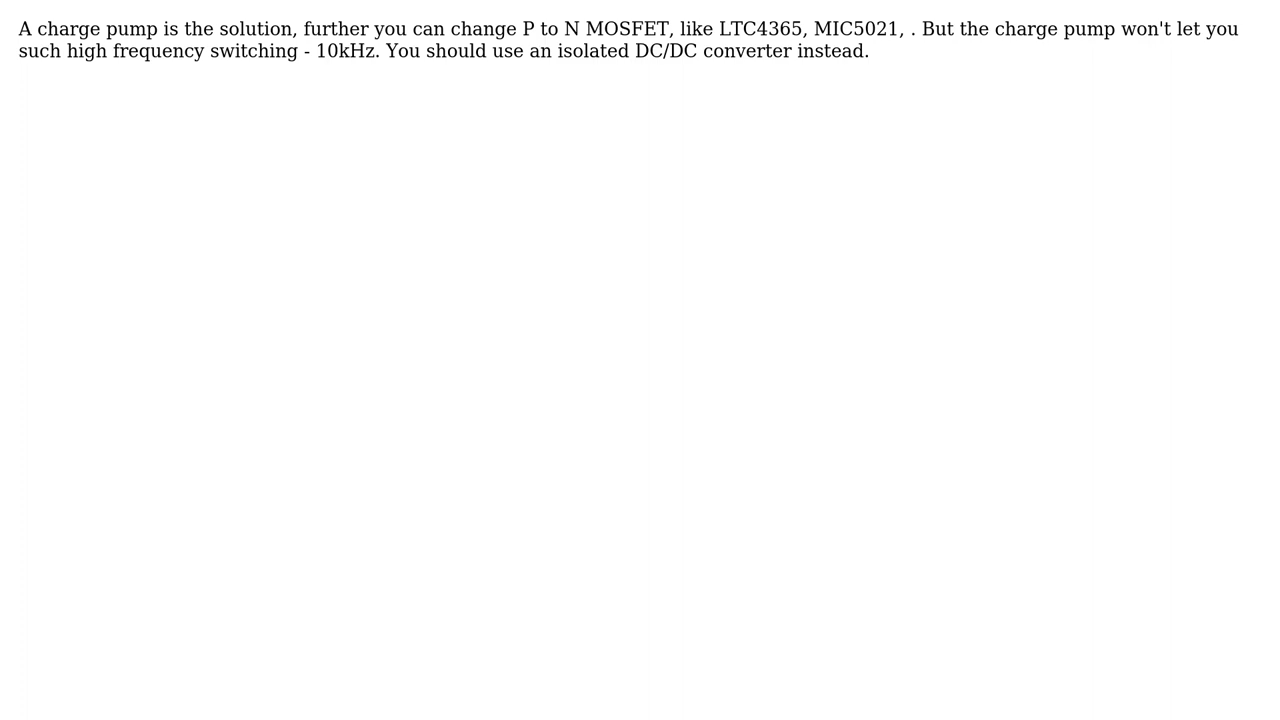 A charge pump is the solution, further you can change P to N MOSFET, like LTC4365, MIC5021, . But the charge pump won't let you
such high frequency switching - 10kHz. You should use an isolated DC/DC converter instead.